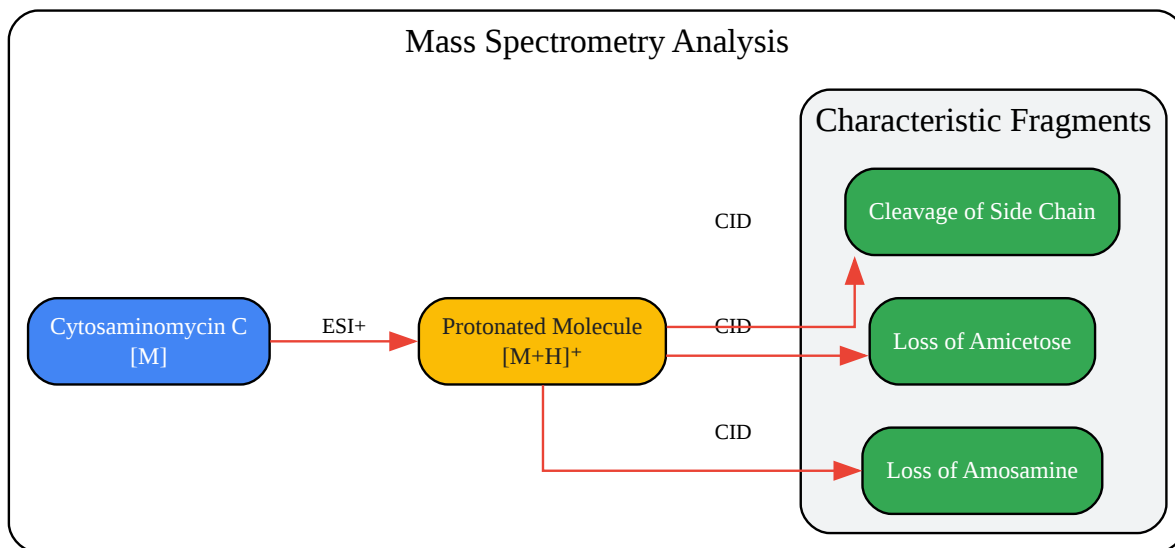 Mass Spectrometry Analysis
Characteristic Fragments
Cleavage of Side Chain
CID
Cytosaminomycin C
[M]
ESI+
Protonated Molecule
[M+H]⁺
CID
Loss of Amicetose
CID
Loss of Amosamine